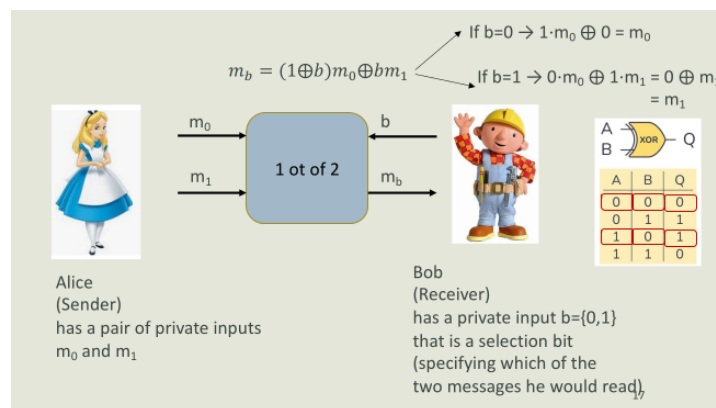 If b=0 → 1·m₀ ⊕ 0 = m₀
m_b = (1⊕b)m₀⊕bm₁
If b=1 → 0·m₀ ⊕ 1·m₁ = 0 ⊕ m
= m₁
m₀
b
1 ot of 2
m₁
m_b
A
B
XOR
Q
A B Q
0 0 0
0 1 1
1 0 1
1 1 0
Alice
(Sender)
has a pair of private inputs
m₀ and m₁
Bob
(Receiver)
has a private input b={0,1}
that is a selection bit
(specifying which of the
two messages he would read)
17